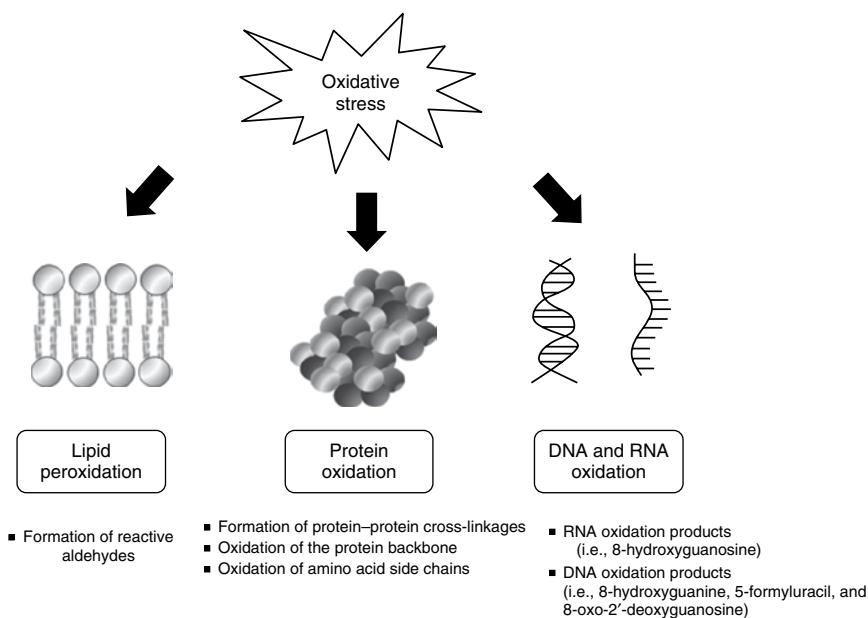 Oxidative
stress
Lipid
peroxidation
Protein
oxidation
DNA and RNA
oxidation
▪ Formation of reactive
aldehydes
▪ Formation of protein–protein cross-linkages
▪ Oxidation of the protein backbone
▪ Oxidation of amino acid side chains
▪ RNA oxidation products
(i.e., 8-hydroxyguanosine)
▪ DNA oxidation products
(i.e., 8-hydroxyguanine, 5-formyluracil, and
8-oxo-2′-deoxyguanosine)